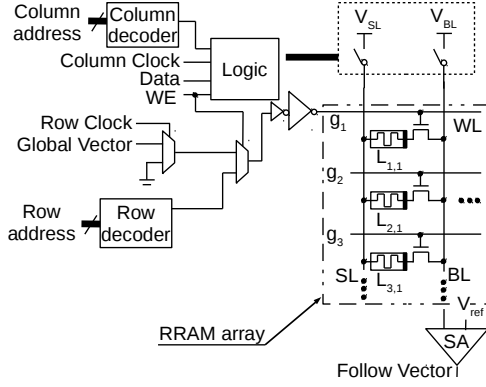 Column address
Column decoder
V_SL
V_BL
Column Clock
Data
WE
Logic
Row Clock
Global Vector
g_1
WL
L_1,1
g_2
L_2,1
Row address
Row decoder
g_3
SL
L_3,1
BL
V_ref
RRAM array
SA
Follow Vector